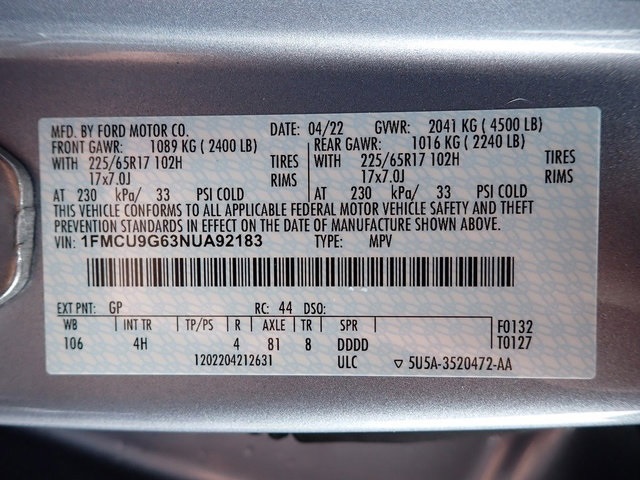 MFD. BY FORD MOTOR CO. DATE: 04/22 GVWR: 2041 KG ( 4500 LB)
FRONT GAWR: 1089 KG ( 2400 LB) REAR GAWR: 1016 KG ( 2240 LB)
WITH 225/65R17 102H TIRES WITH 225/65R17 102H TIRES
17x7.0J RIMS 17x7.0J RIMS
AT 230 kPa/ 33 PSI COLD AT 230 kPa/ 33 PSI COLD
THIS VEHICLE CONFORMS TO ALL APPLICABLE FEDERAL MOTOR VEHICLE SAFETY AND THEFT
PREVENTION STANDARDS IN EFFECT ON THE DATE OF MANUFACTURE SHOWN ABOVE.
VIN: 1FMCU9G63NUA92183 TYPE: MPV
EXT PNT: GP RC: 44 DSO:
WB INT TR TP/PS R AXLE TR SPR F0132
106 4H 4 81 8 DDDD T0127
1202204212631 ULC ▽ 5U5A-3520472-AA